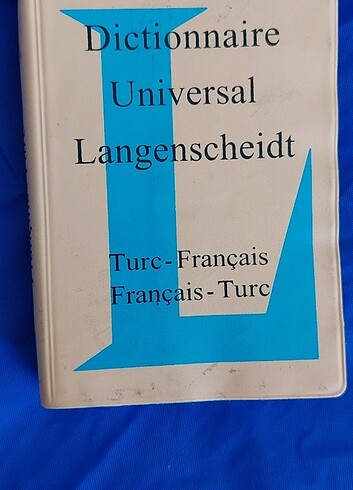 Dictionnaire
Universal
Langenscheidt
Turc-Français
Français-Turc